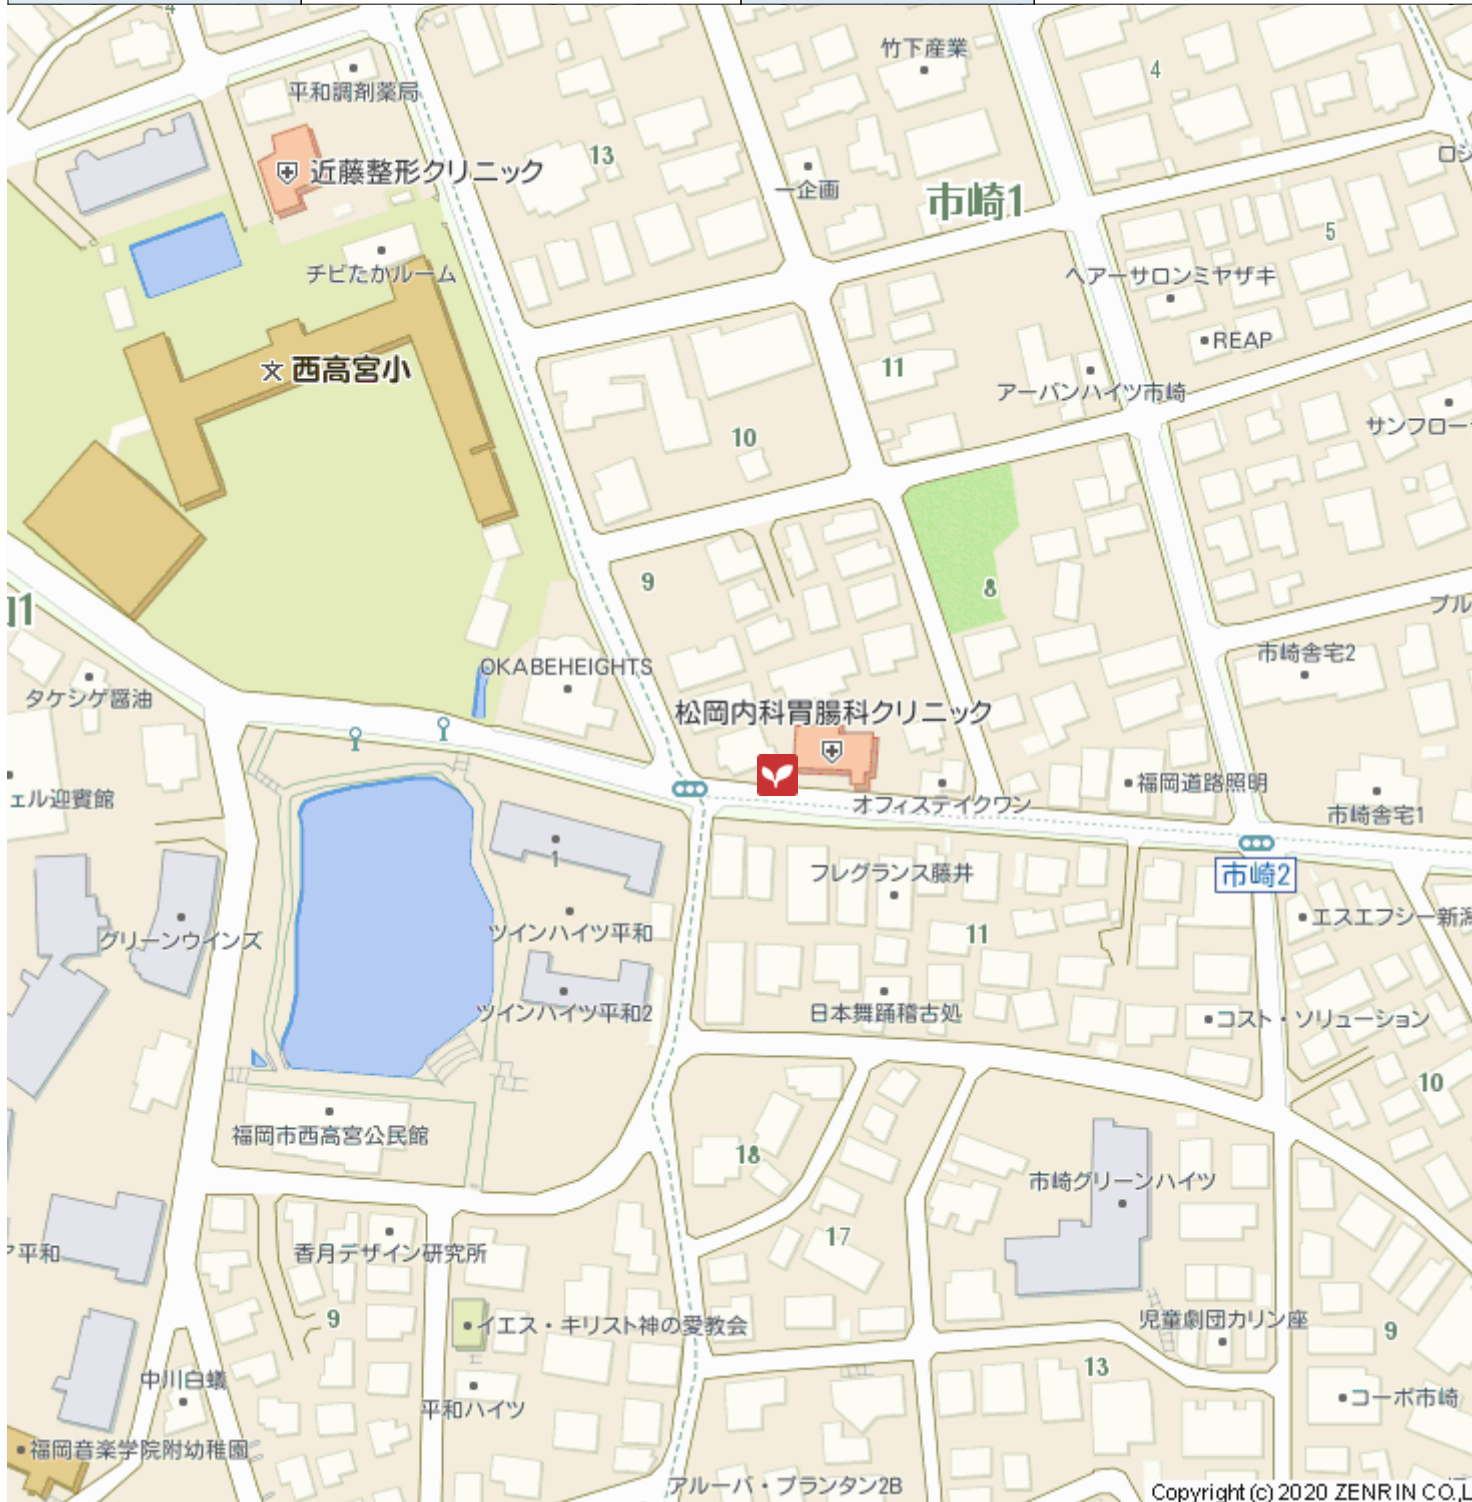 4
竹下産業
4
平和調剤薬局
ロジ
13
近藤整形クリニック
一企画
市崎1
5
チビたかルーム
ヘアーサロンミヤザキ
REAP
西高宮小
11
アーバンハイツ市崎
サンフロー
10
9
8
プル
市崎舎宅2
OKABEHEIGHTS
タケシゲ醤油
松岡内科胃腸科クリニック
福岡道路照明
ェル迎賓館
オフィステイクワン
市崎舎宅1
1
フレグランス藤井
市崎2
エスエフシー新潟
グリーンウインズ
ツインハイツ平和
11
ツインハイツ平和2
日本舞踊稽古処
コスト・ソリューション
10
福岡市西高宮公民館
18
市崎グリーンハイツ
ア平和
香月デザイン研究所
17
9
イエス・キリスト神の愛教会
児童劇団カリン座
9
13
中川白蟻
平和ハイツ
コーポ市崎
福岡音楽学院附幼稚園
アルーバ・プランタン2B
Copyright (c) 2020 ZENRIN CO.L